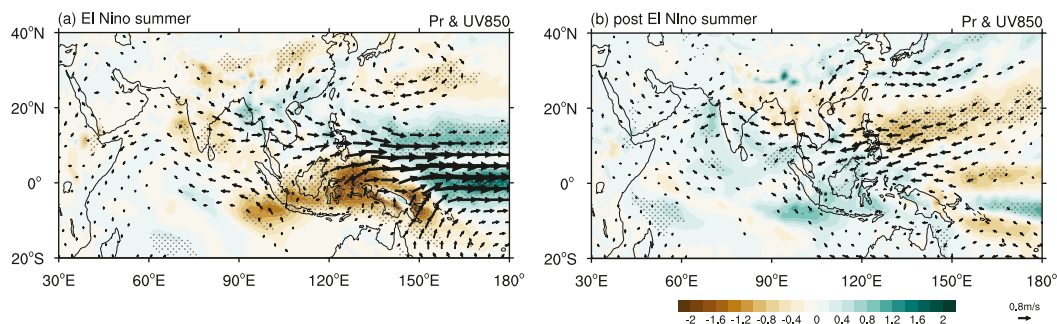 (a) El Nino summer Pr & UV850
40°N
20°N
0°
20°S
30°E 60°E 90°E 120°E 150°E 180°
(b) post El NIno summer Pr & UV850
40°N
20°N
0°
20°S
30°E 60°E 90°E 120°E 150°E 180°
-2 -1.6 -1.2 -0.8 -0.4 0 0.4 0.8 1.2 1.6 2
0.8m/s